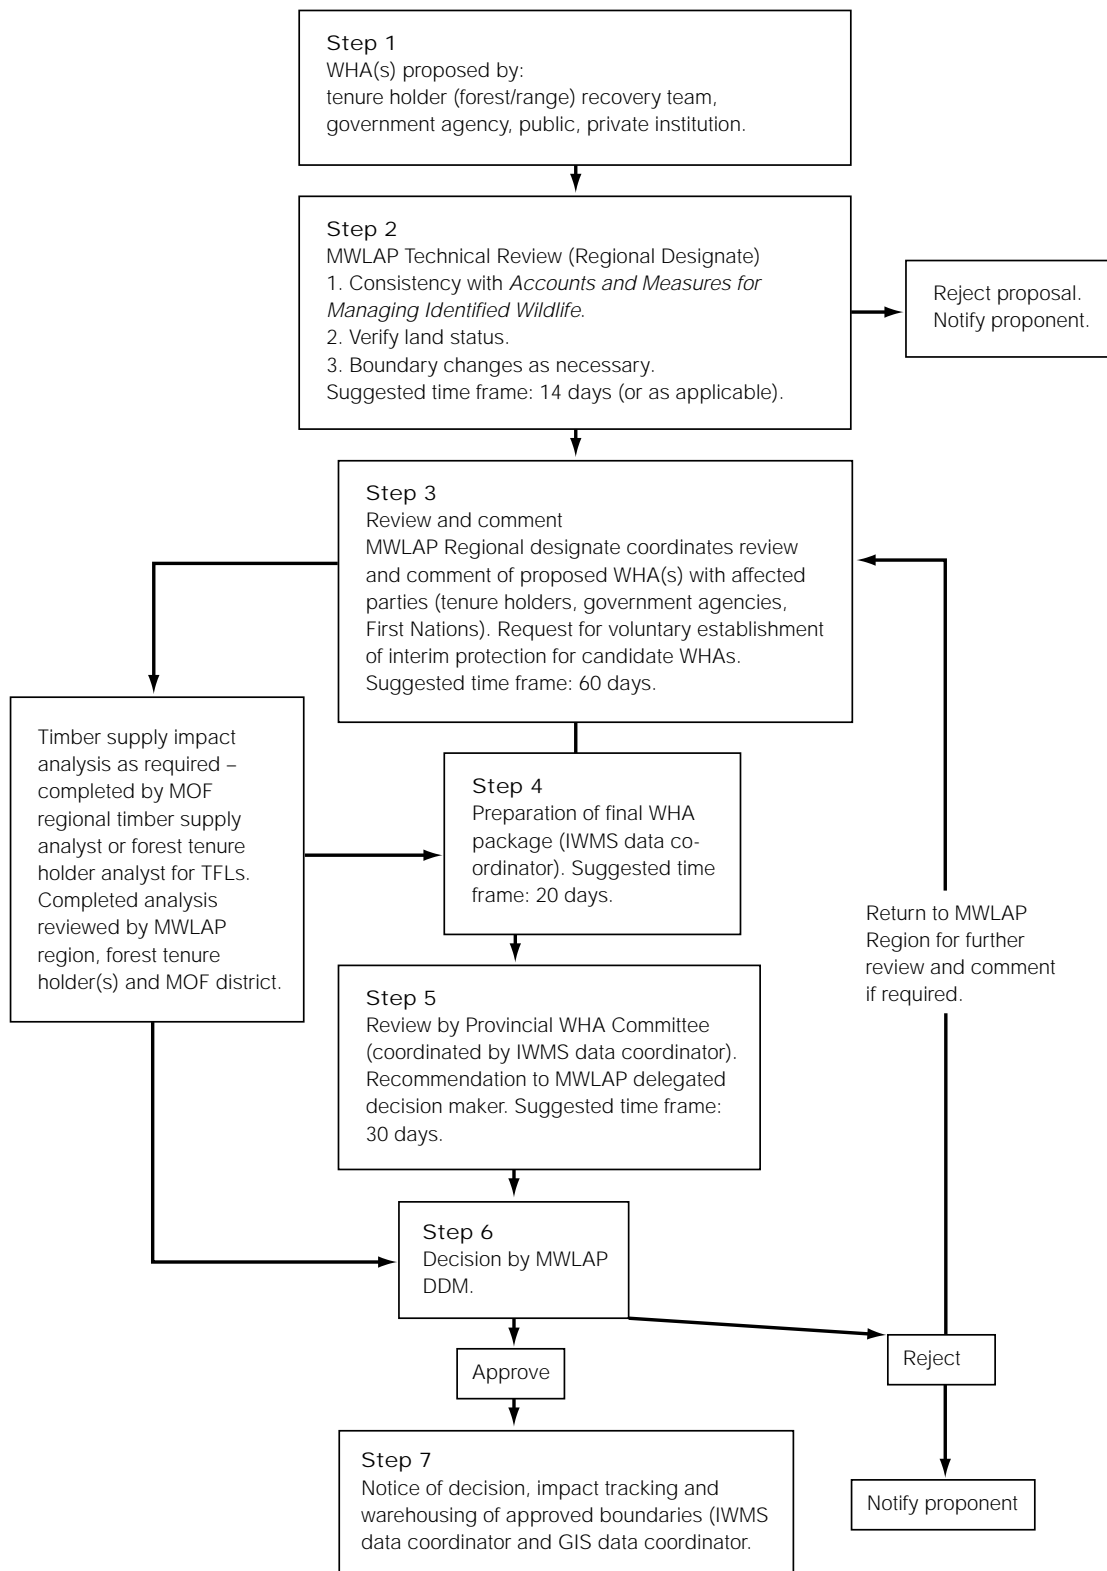 Step 1
WHA(s) proposed by:
tenure holder (forest/range) recovery team,
government agency, public, private institution.
Step 2
MWLAP Technical Review (Regional Designate)
1. Consistency with Accounts and Measures for
Managing Identified Wildlife.
2. Verify land status.
3. Boundary changes as necessary.
Suggested time frame: 14 days (or as applicable).
Reject proposal.
Notify proponent.
Step 3
Review and comment
MWLAP Regional designate coordinates review
and comment of proposed WHA(s) with affected
parties (tenure holders, government agencies,
First Nations). Request for voluntary establishment
of interim protection for candidate WHAs.
Suggested time frame: 60 days.
Timber supply impact
analysis as required –
completed by MOF
regional timber supply
analyst or forest tenure
holder analyst for TFLs.
Completed analysis
reviewed by MWLAP
region, forest tenure
holder(s) and MOF district.
Step 4
Preparation of final WHA
package (IWMS data co-
ordinator). Suggested time
frame: 20 days.
Return to MWLAP
Region for further
review and comment
if required.
Step 5
Review by Provincial WHA Committee
(coordinated by IWMS data coordinator).
Recommendation to MWLAP delegated
decision maker. Suggested time frame:
30 days.
Step 6
Decision by MWLAP
DDM.
Approve
Reject
Step 7
Notice of decision, impact tracking and
warehousing of approved boundaries (IWMS
data coordinator and GIS data coordinator.
Notify proponent